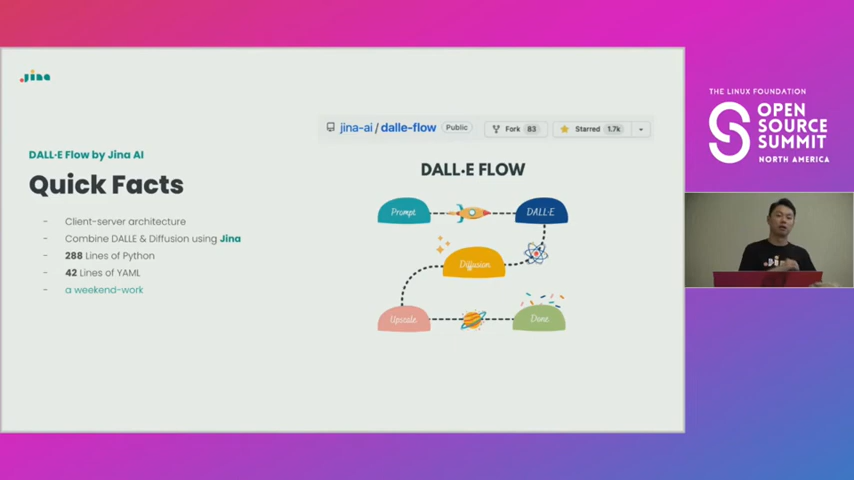 Jina
jina-ai / dalle-flow Public Fork 83 Starred 1.7k
DALL·E Flow by Jina AI
Quick Facts
- Client-server architecture
- Combine DALLE & Diffusion using Jina
- 288 Lines of Python
- 42 Lines of YAML
- a weekend-work
DALL·E FLOW
Prompt
DALL·E
Diffusion
Upscale
Done
THE LINUX FOUNDATION
OPEN
SOURCE
SUMMIT
NORTH AMERICA